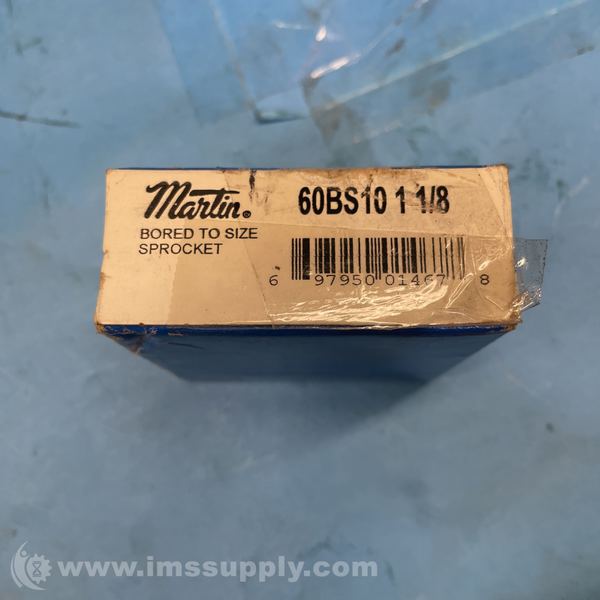 Martin®
60BS10 1 1/8
BORED TO SIZE
SPROCKET
6 97950 01467 8
www.imssupply.com